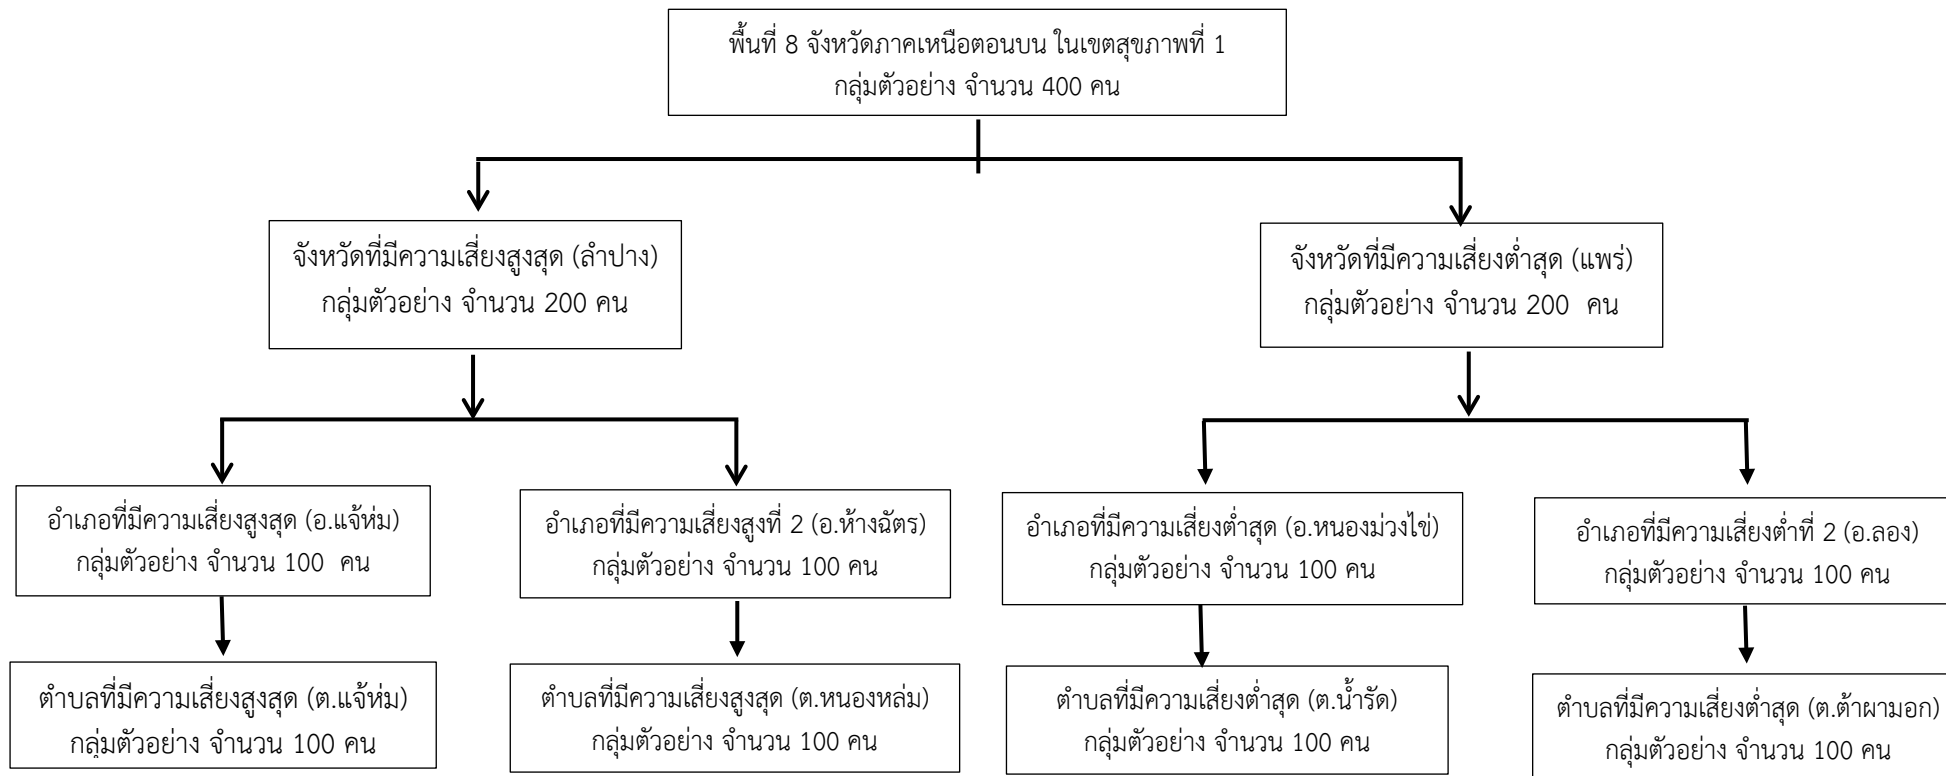 พื้นที่ 8 จังหวัดภาคเหนือตอนบน ในเขตสุขภาพที่ 1
กลุ่มตัวอย่าง จำนวน 400 คน
จังหวัดที่มีความเสี่ยงสูงสุด (ลำปาง)
กลุ่มตัวอย่าง จำนวน 200 คน
จังหวัดที่มีความเสี่ยงต่ำสุด (แพร่)
กลุ่มตัวอย่าง จำนวน 200 คน
อำเภอที่มีความเสี่ยงสูงสุด (อ.แจ้ห่ม)
กลุ่มตัวอย่าง จำนวน 100 คน
อำเภอที่มีความเสี่ยงสูงที่ 2 (อ.ห้างฉัตร)
กลุ่มตัวอย่าง จำนวน 100 คน
อำเภอที่มีความเสี่ยงต่ำสุด (อ.หนองม่วงไข่)
กลุ่มตัวอย่าง จำนวน 100 คน
อำเภอที่มีความเสี่ยงต่ำที่ 2 (อ.ลอง)
กลุ่มตัวอย่าง จำนวน 100 คน
ตำบลที่มีความเสี่ยงสูงสุด (ต.แจ้ห่ม)
กลุ่มตัวอย่าง จำนวน 100 คน
ตำบลที่มีความเสี่ยงสูงสุด (ต.หนองหล่ม)
กลุ่มตัวอย่าง จำนวน 100 คน
ตำบลที่มีความเสี่ยงต่ำสุด (ต.น้ำรัด)
กลุ่มตัวอย่าง จำนวน 100 คน
ตำบลที่มีความเสี่ยงต่ำสุด (ต.ต้าผามอก)
กลุ่มตัวอย่าง จำนวน 100 คน